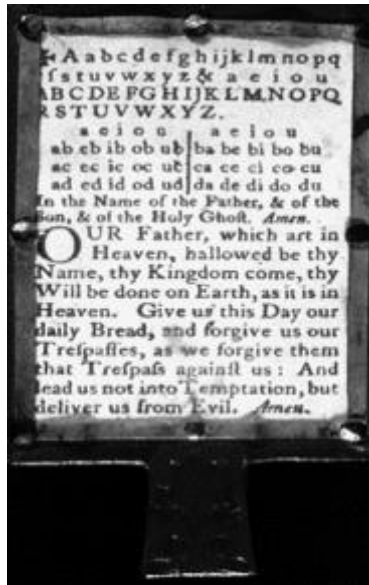 ✠ A a b c d e f g h i j k l m n o p q
r ſ s t u v w x y z & a e i o u
A B C D E F G H I J K L M N O P Q
R S T U V W X Y Z.
a e i o u a e i o u
ab eb ib ob ub ba be bi bo bu
ac ec ic oc uc ca ce ci co cu
ad ed id od ud da de di do du
In the Name of the Father, & of the
Son, & of the Holy Ghoſt. Amen.
OUR Father, which art in
Heaven, hallowed be thy
Name, thy Kingdom come, thy
Will be done on Earth, as it is in
Heaven. Give us this Day our
daily Bread, and forgive us our
Treſpaſſes, as we forgive them
that Treſpaſs againſt us : And
lead us not into Temptation, but
deliver us from Evil. Amen.